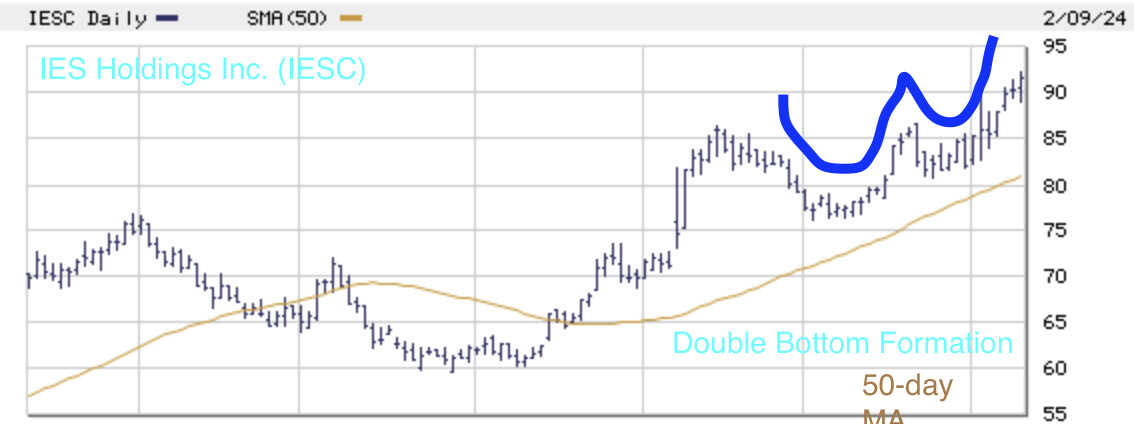 IESC Daily SMA(50) 2/09/24
IES Holdings Inc. (IESC)
95
90
85
80
75
70
65
Double Bottom Formation
60
50-day
MA
55